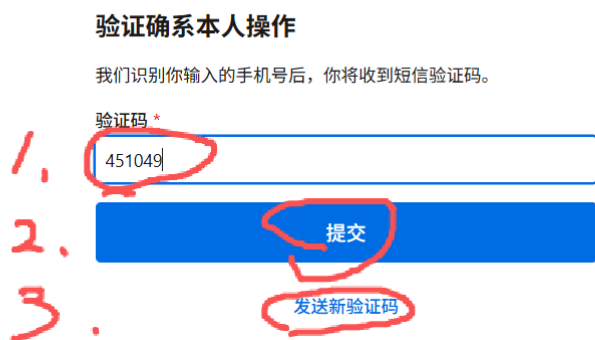 验证确系本人操作
我们识别你输入的手机号后，你将收到短信验证码。
验证码 *
1. 451049
2. 提交
3. 发送新验证码